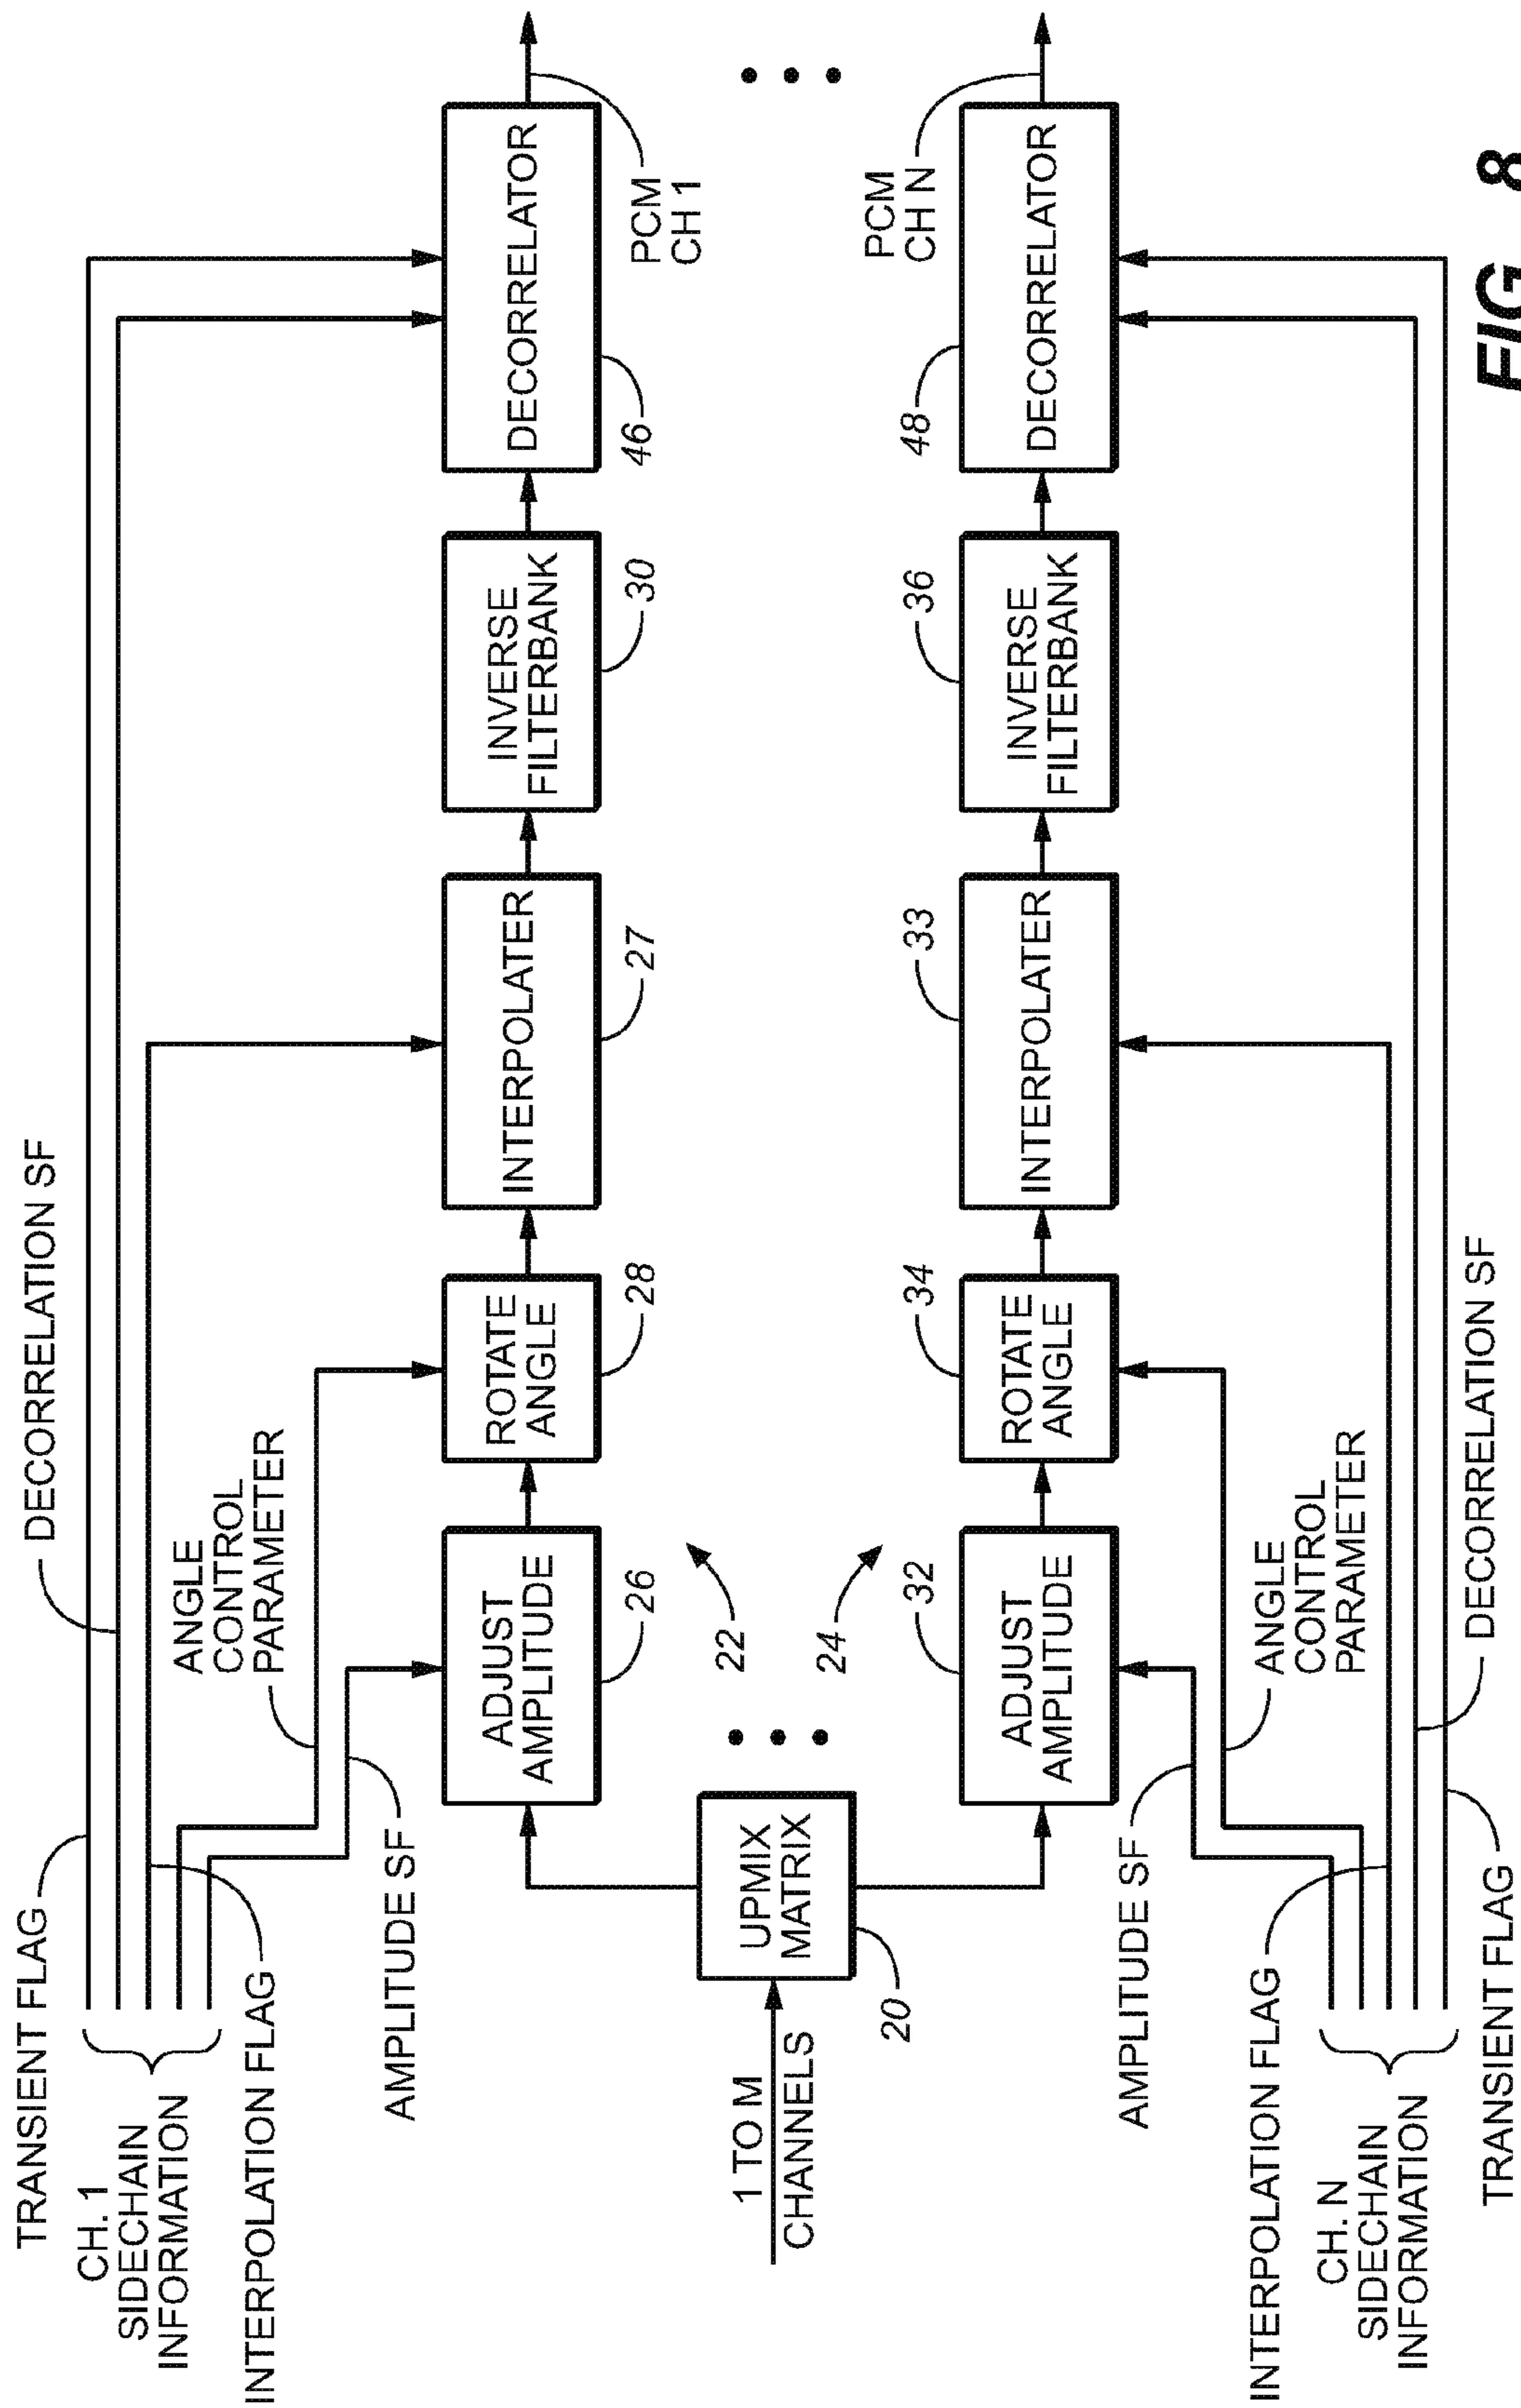 TRANSIENT FLAG
DECORRELATION SF
CH. 1
SIDECHAIN
INFORMATION
INTERPOLATION FLAG
ANGLE
CONTROL
PARAMETER
AMPLITUDE SF
ADJUST
AMPLITUDE
26
ROTATE
ANGLE
28
INTERPOLATER
27
INVERSE
FILTERBANK
30
DECORRELATOR
46
PCM
CH 1
1 TO M
CHANNELS
UPMIX
MATRIX
20
22
24
ADJUST
AMPLITUDE
32
ROTATE
ANGLE
34
INTERPOLATER
33
INVERSE
FILTERBANK
36
DECORRELATOR
48
PCM
CH N
AMPLITUDE SF
ANGLE
CONTROL
PARAMETER
INTERPOLATION FLAG
CH. N
SIDECHAIN
INFORMATION
DECORRELATION SF
TRANSIENT FLAG
FIG_8